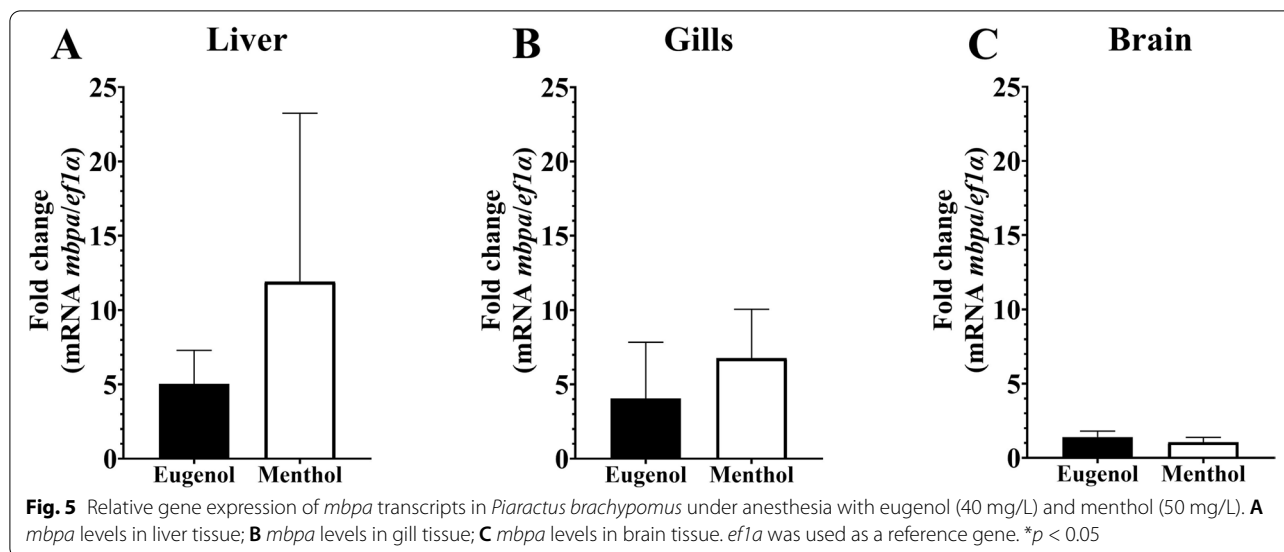 A Liver
Fold change
(mRNA mbpa/ef1α)
25
20
15
10
5
0
Eugenol Menthol
B Gills
Fold change
(mRNA mbpa/ef1α)
25
20
15
10
5
0
Eugenol Menthol
C Brain
Fold change
(mRNA mbpa/ef1α)
25
20
15
10
5
0
Eugenol Menthol
Fig. 5 Relative gene expression of mbpa transcripts in Piaractus brachypomus under anesthesia with eugenol (40 mg/L) and menthol (50 mg/L). A
mbpa levels in liver tissue; B mbpa levels in gill tissue; C mbpa levels in brain tissue. ef1a was used as a reference gene. *p < 0.05